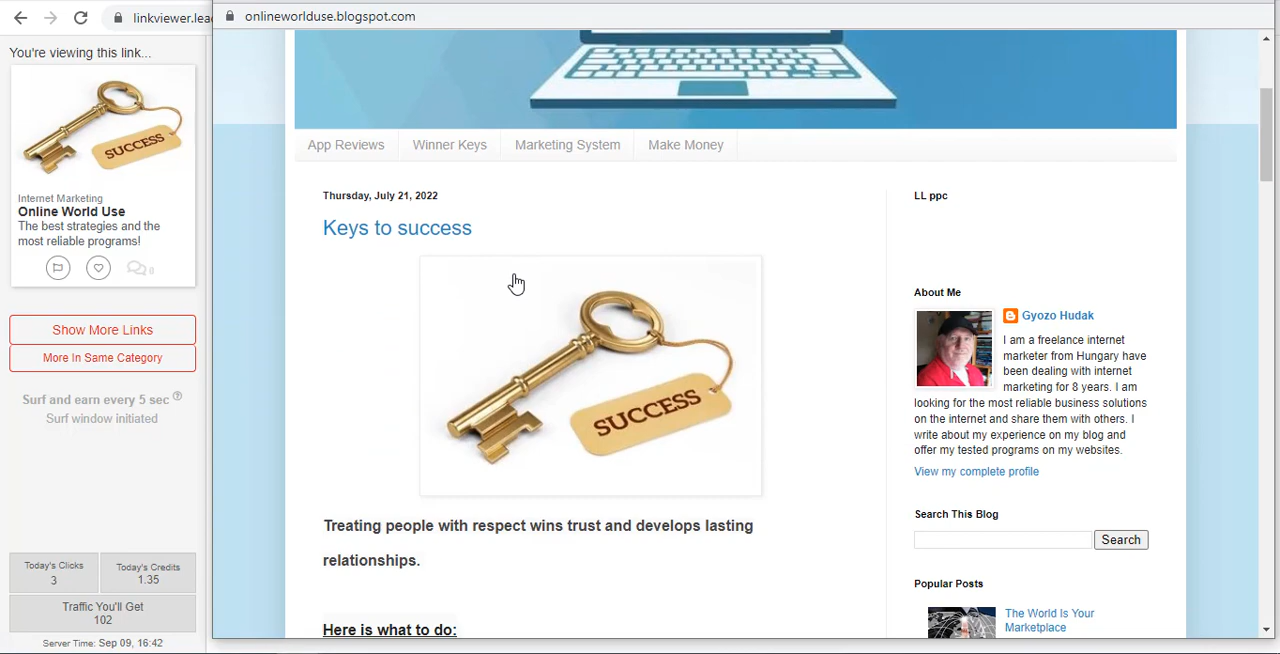 linkviewer.lea
onlineworlduse.blogspot.com
You're viewing this link...
SUCCESS
Internet Marketing
Online World Use
The best strategies and the
most reliable programs!
0
Show More Links
More In Same Category
Surf and earn every 5 sec ?
Surf window initiated
Today's Clicks
3
Today's Credits
1.35
Traffic You'll Get
102
Server Time: Sep 09, 16:42
App Reviews
Winner Keys
Marketing System
Make Money
Thursday, July 21, 2022
Keys to success
SUCCESS
Treating people with respect wins trust and develops lasting
relationships.
Here is what to do:
LL ppc
About Me
Gyozo Hudak
I am a freelance internet
marketer from Hungary have
been dealing with internet
marketing for 8 years. I am
looking for the most reliable business solutions
on the internet and share them with others. I
write about my experience on my blog and
offer my tested programs on my websites.
View my complete profile
Search This Blog
Search
Popular Posts
The World Is Your
Marketplace